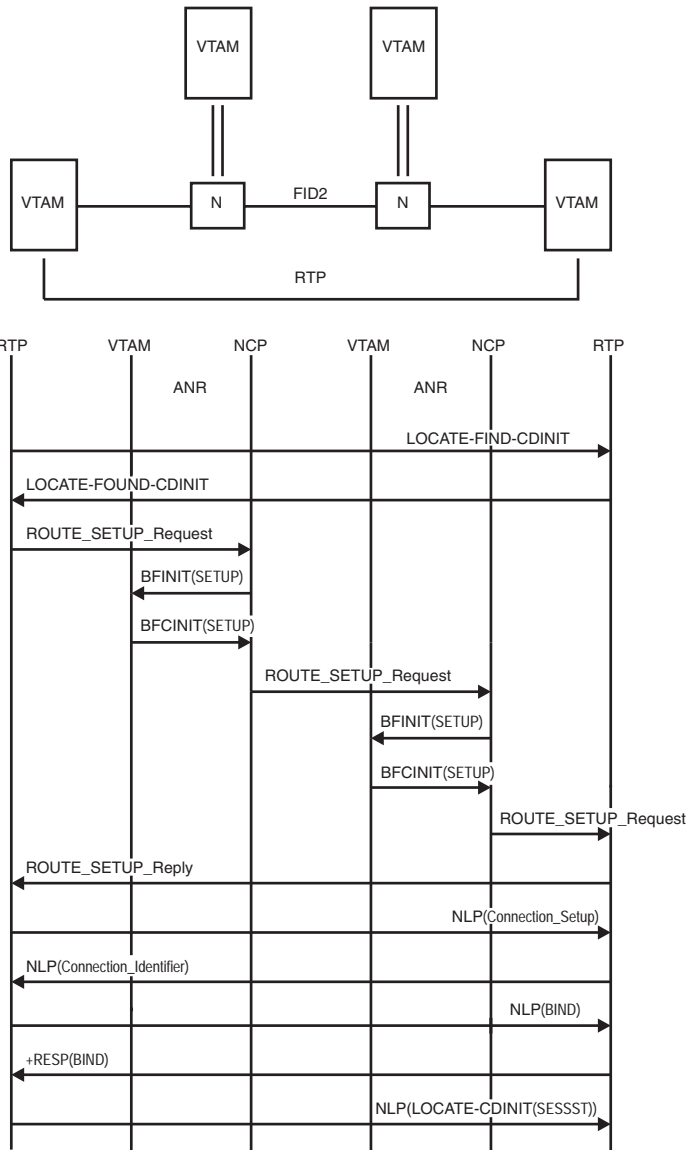 VTAM VTAM
VTAM N FID2 N VTAM
RTP
RTP VTAM NCP VTAM NCP RTP
ANR ANR
LOCATE-FIND-CDINIT
LOCATE-FOUND-CDINIT
ROUTE_SETUP_Request
BFINIT(SETUP)
BFCINIT(SETUP)
ROUTE_SETUP_Request
BFINIT(SETUP)
BFCINIT(SETUP)
ROUTE_SETUP_Request
ROUTE_SETUP_Reply
NLP(Connection_Setup)
NLP(Connection_Identifier)
NLP(BIND)
+RESP(BIND)
NLP(LOCATE-CDINIT(SESSST))